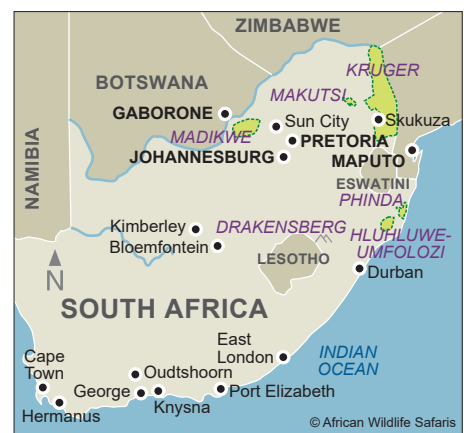 ZIMBABWE
KRUGER
BOTSWANA
MAKUTSI
GABORONE
Sun City
Skukuza
MADIKWE
PRETORIA
JOHANNESBURG
MAPUTO
NAMIBIA
ESWATINI
PHINDA
Kimberley
DRAKENSBERG
HLUHLUWE-
UMFOLOZI
Bloemfontein
LESOTHO
N
Durban
SOUTH AFRICA
East
London
INDIAN
OCEAN
Cape
Town
Oudtshoorn
George
Port Elizabeth
Knysna
Hermanus
© African Wildlife Safaris